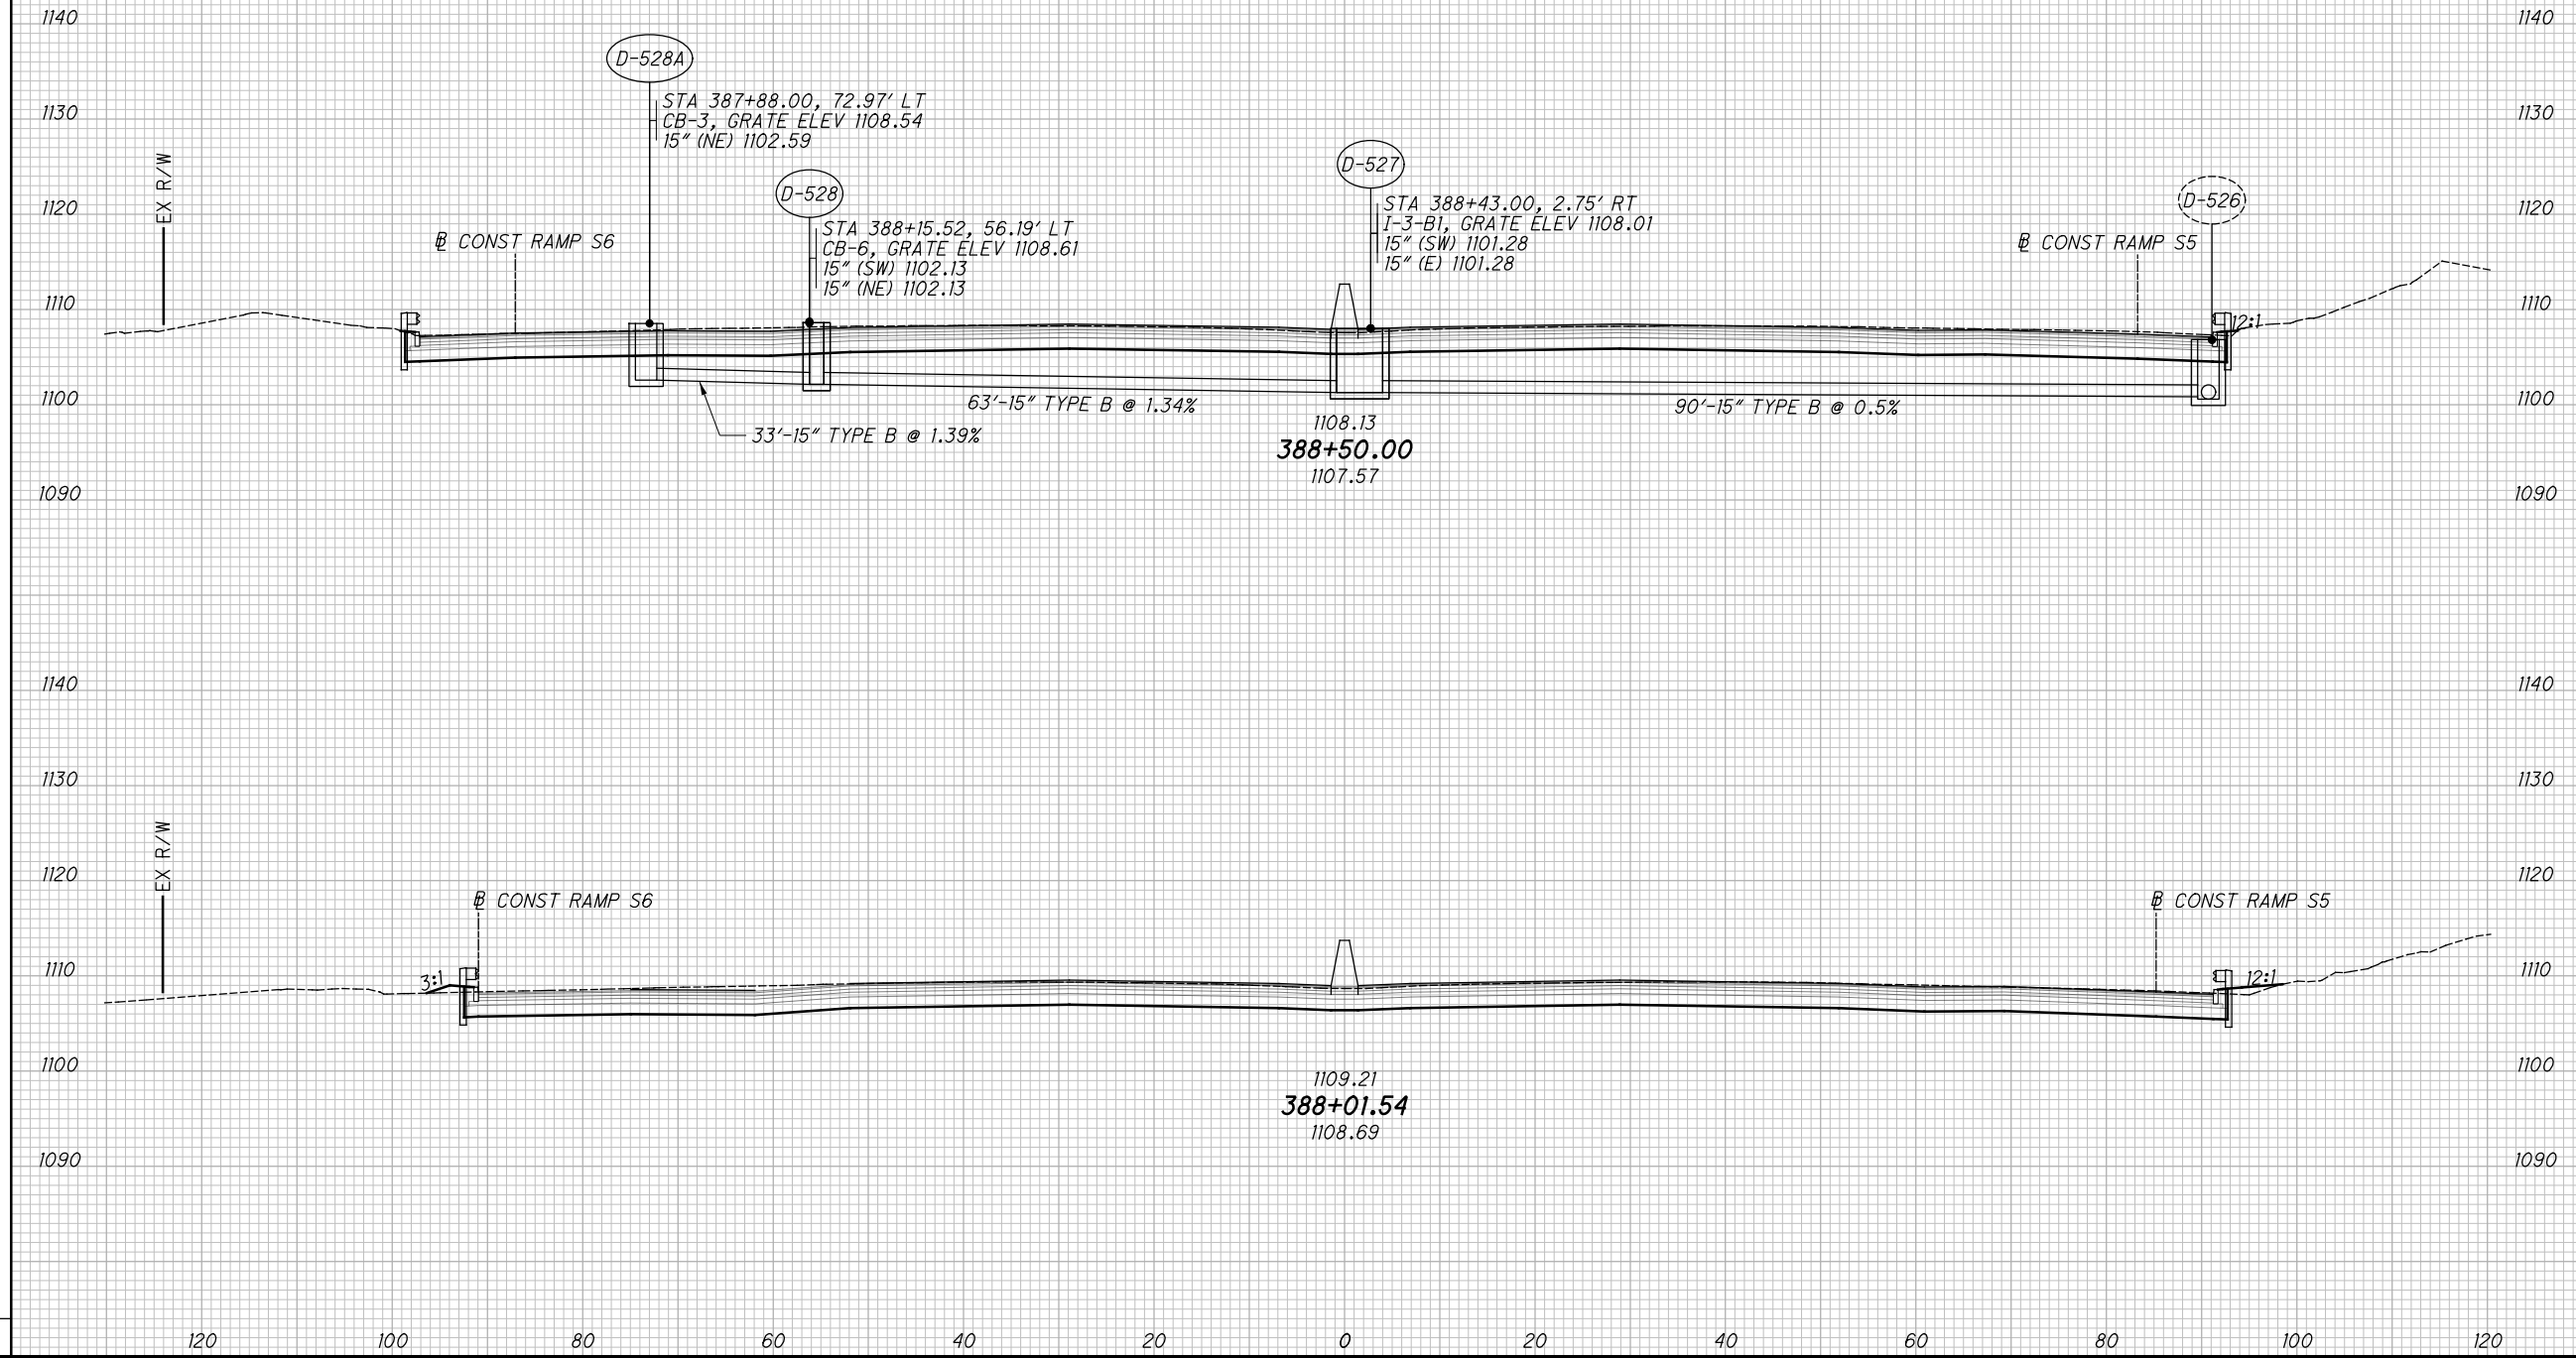 1140 1140
D-528A
STA 387+88.00, 72.97' LT
CB-3, GRATE ELEV 1108.54
15" (NE) 1102.59
1130 1130
EX R/W
D-528
STA 388+15.52, 56.19' LT
CB-6, GRATE ELEV 1108.61
15" (SW) 1102.13
15" (NE) 1102.13
D-527
STA 388+43.00, 2.75' RT
I-3-B1, GRATE ELEV 1108.01
15" (SW) 1101.28
15" (E) 1101.28
D-526
1120 1120
℄ CONST RAMP S6
℄ CONST RAMP S5
1110 1110
12:1
1100 1100
63'-15" TYPE B @ 1.34%
90'-15" TYPE B @ 0.5%
33'-15" TYPE B @ 1.39%
1108.13
388+50.00
1107.57
1090 1090
1140 1140
1130 1130
EX R/W
1120 1120
℄ CONST RAMP S6
℄ CONST RAMP S5
1110 1110
3:1
12:1
1100 1100
1109.21
388+01.54
1108.69
1090 1090
120 100 80 60 40 20 0 20 40 60 80 100 120